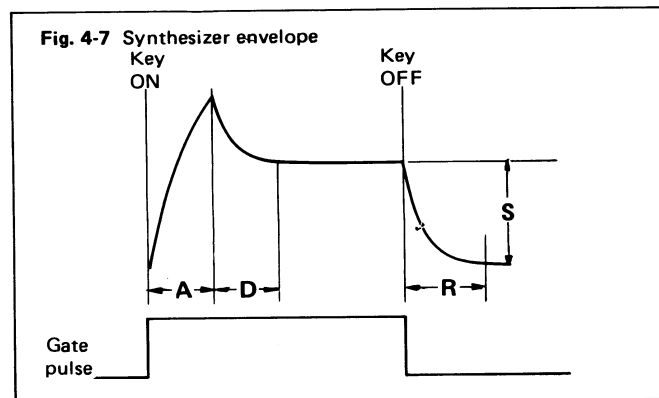 Fig. 4-7 Synthesizer envelope
Key
ON
Key
OFF
S
A
D
R
Gate
pulse